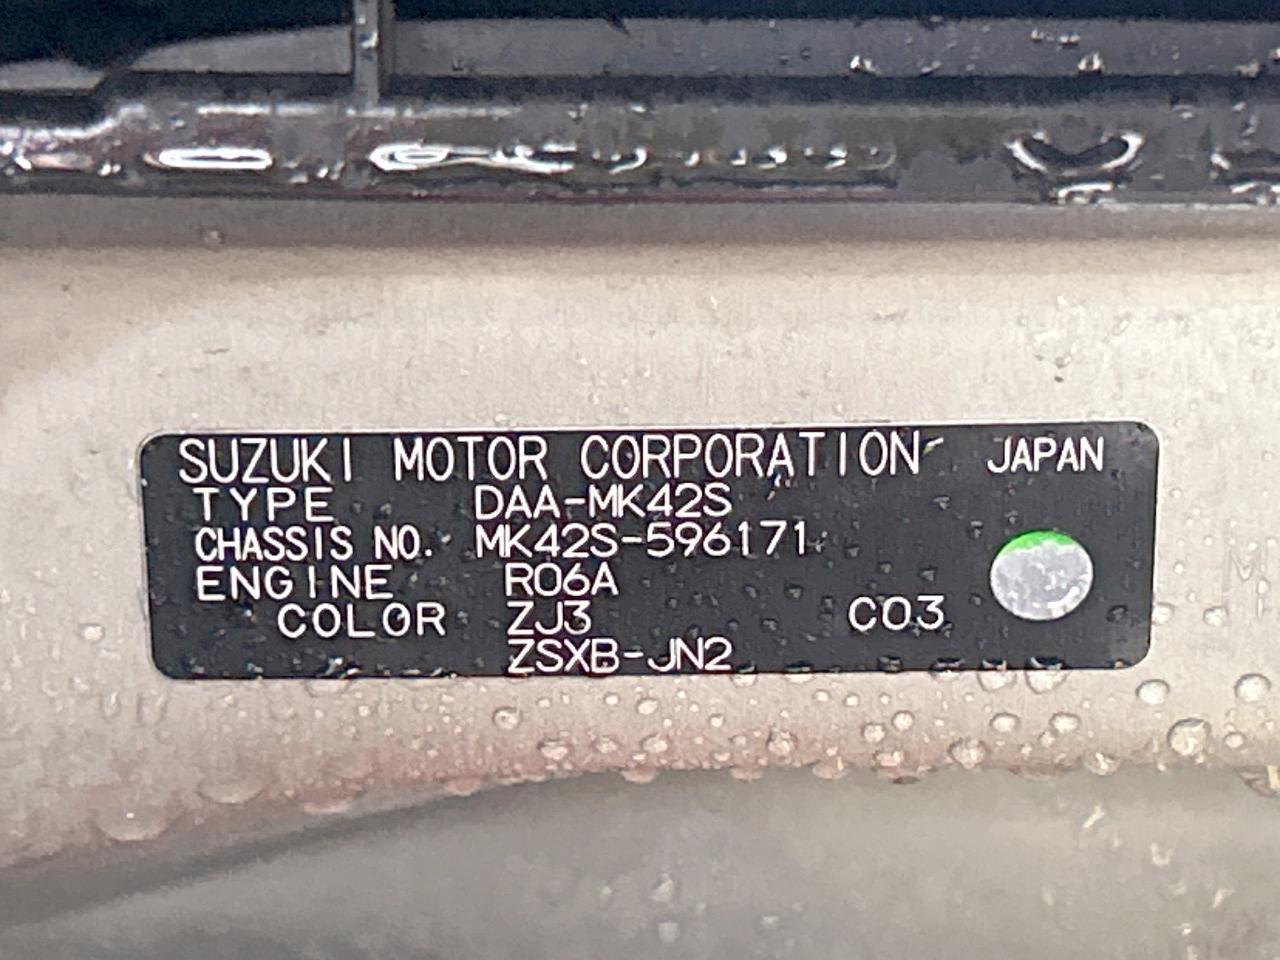 SUZUKI MOTOR CORPORATION JAPAN
TYPE DAA-MK42S
CHASSIS NO. MK42S-596171
ENGINE R06A
COLOR ZJ3 C03
ZSXB-JN2